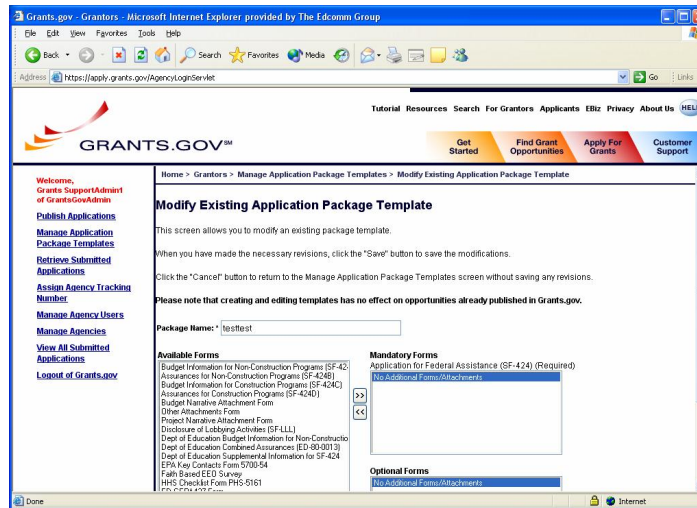 Grants.gov - Grantors - Microsoft Internet Explorer provided by The Edcomm Group
File Edit View Favorites Tools Help
Back Search Favorites Media
Address https://apply.grants.gov/AgencyLoginServlet Go Links
Tutorial Resources Search For Grantors Applicants EBiz Privacy About Us HEL
GRANTS.GOV℠
Get Started
Find Grant Opportunities
Apply For Grants
Customer Support
Welcome,
Grants SupportAdmin1
of GrantsGovAdmin
Publish Applications
Manage Application
Package Templates
Retrieve Submitted
Applications
Assign Agency Tracking
Number
Manage Agency Users
Manage Agencies
View All Submitted
Applications
Logout of Grants.gov
Home > Grantors > Manage Application Package Templates > Modify Existing Application Package Template
Modify Existing Application Package Template
This screen allows you to modify an existing package template.
When you have made the necessary revisions, click the "Save" button to save the modifications.
Click the "Cancel" button to return to the Manage Application Package Templates screen without saving any revisions.
Please note that creating and editing templates has no effect on opportunities already published in Grants.gov.
Package Name: * testtest
Available Forms
Budget Information for Non-Construction Programs (SF-42
Assurances for Non-Construction Programs (SF-424B)
Budget Information for Construction Programs (SF-424C)
Assurances for Construction Programs (SF-424D)
Budget Narrative Attachment Form
Other Attachments Form
Project Narrative Attachment Form
Disclosure of Lobbying Activities (SF-LLL)
Dept of Education Budget Information for Non-Constructio
Dept of Education Combined Assurances (ED-80-0013)
Dept of Education Supplemental Information for SF-424
EPA Key Contacts Form 5700-54
Faith Based EEO Survey
HHS Checklist Form PHS-5161
>>
<<
Mandatory Forms
Application for Federal Assistance (SF-424) (Required)
No Additional Forms/Attachments
Optional Forms
No Additional Forms/Attachments
Done Internet